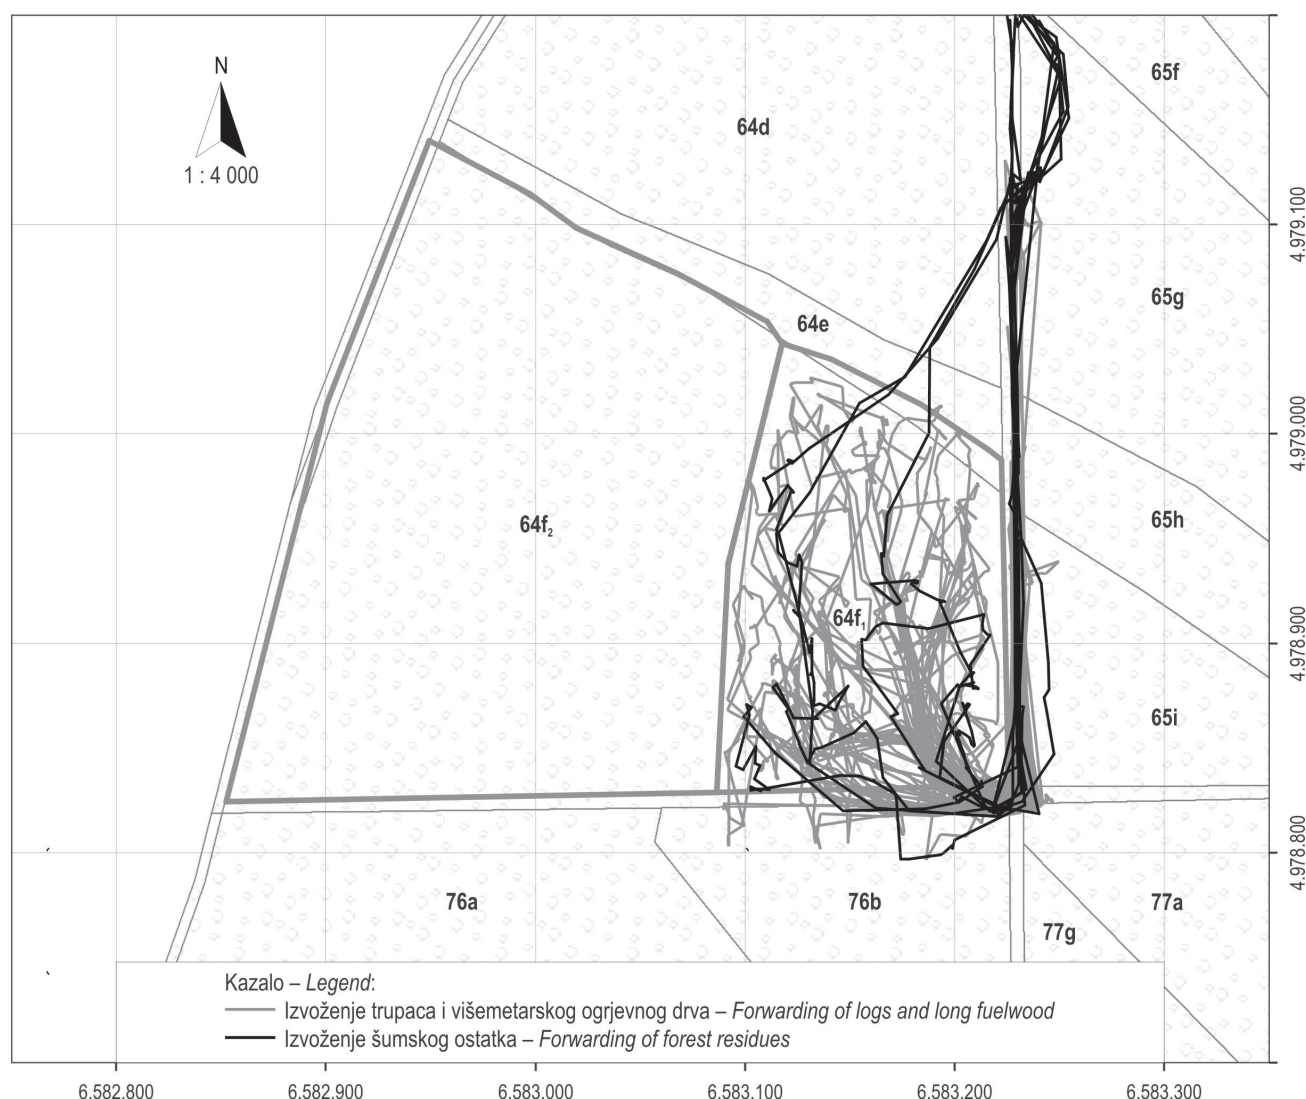 N
1 : 4 000
64d
65f
65g
64e
65h
64f2
64f1
65i
76a
76b
77a
77g
4.979.100
4.979.000
4.978.900
4.978.800
Kazalo – Legend:
Izvoženje trupaca i višemetarskog ogrjevnog drva – Forwarding of logs and long fuelwood
Izvoženje šumskog ostatka – Forwarding of forest residues
6.582.800 6.582.900 6.583.000 6.583.100 6.583.200 6.583.300